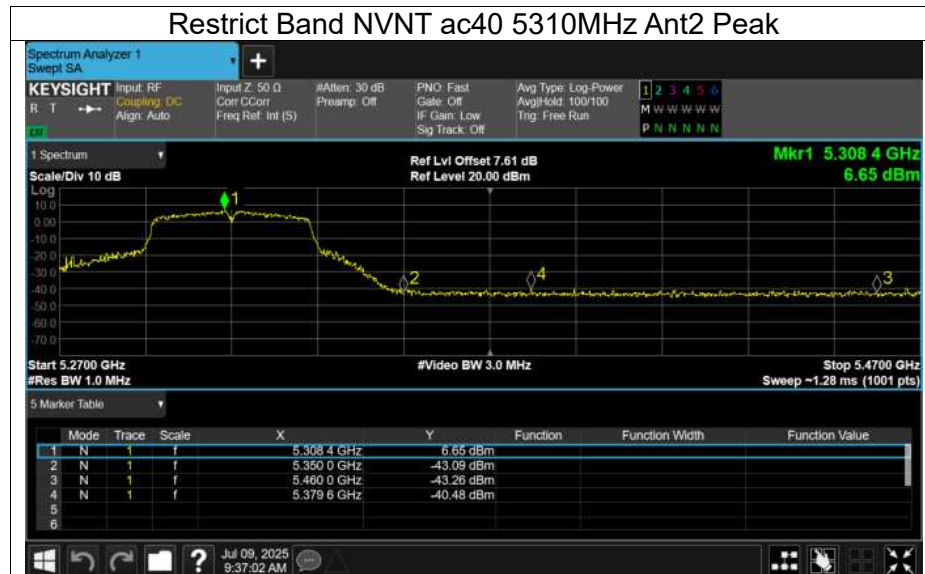 Restrict Band NVNT ac40 5310MHz Ant2 Peak
Spectrum Analyzer 1
Swept SA
+
KEYSIGHT Input: RF Input Z: 50 Ω #Atten: 30 dB PNO: Fast Avg Type: Log-Power 1 2 3 4 5 6
R T Coupling: DC Corr CCorr Preamp: Off Gate: Off Avg|Hold: 100/100 M W W W W W
Align: Auto Freq Ref: Int (S) IF Gain: Low Trig: Free Run
Sig Track: Off P N N N N N
1 Spectrum Ref Lvl Offset 7.61 dB Mkr1 5.308 4 GHz
Scale/Div 10 dB Ref Level 20.00 dBm 6.65 dBm
Log
10.0
0.00
-10.0
-20.0
-30.0
-40.0
-50.0
-60.0
-70.0
1
2
4
3
Start 5.2700 GHz #Video BW 3.0 MHz Stop 5.4700 GHz
#Res BW 1.0 MHz Sweep ~1.28 ms (1001 pts)
5 Marker Table
Mode Trace Scale X Y Function Function Width Function Value
1 N 1 f 5.308 4 GHz 6.65 dBm
2 N 1 f 5.350 0 GHz -43.09 dBm
3 N 1 f 5.460 0 GHz -43.26 dBm
4 N 1 f 5.379 6 GHz -40.48 dBm
5
6
? Jul 09, 2025
9:37:02 AM